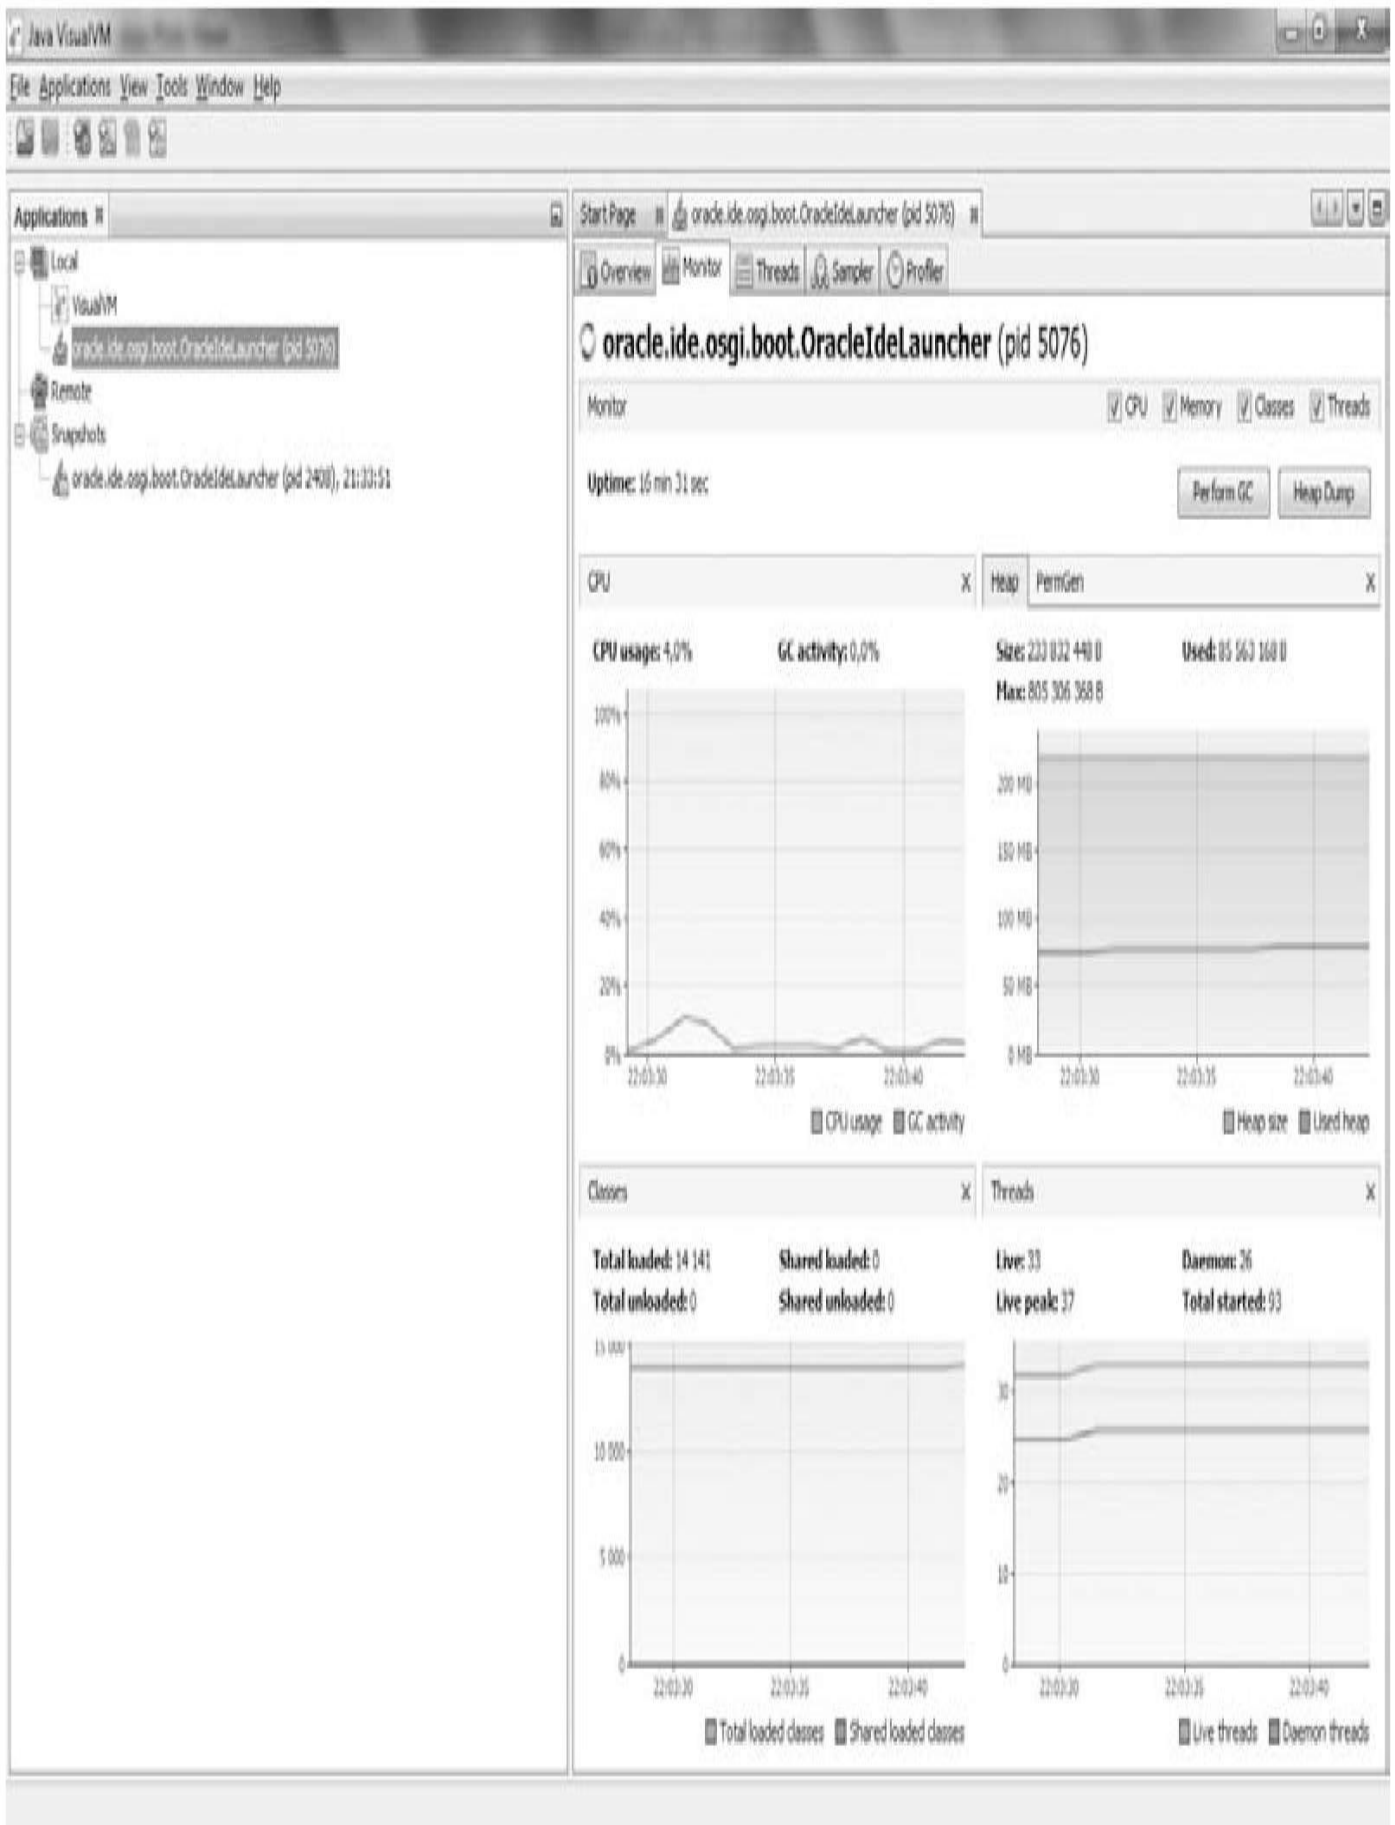 Java VisualVM
File Applications View Tools Window Help
Applications
Local
VisualVM
oracle.ide.osgi.boot.OracleIdeLauncher (pid 5076)
Remote
Snapshots
oracle.ide.osgi.boot.OracleIdeLauncher (pid 2408), 21:33:51
Start Page oracle.ide.osgi.boot.OracleIdeLauncher (pid 5076)
Overview Monitor Threads Sampler Profiler
oracle.ide.osgi.boot.OracleIdeLauncher (pid 5076)
Monitor CPU Memory Classes Threads
Uptime: 16 min 31 sec Perform GC Heap Dump
CPU X
CPU usage: 4,0% GC activity: 0,0%
100%
80%
60%
40%
20%
0%
22:03:30 22:03:35 22:03:40
CPU usage GC activity
Heap PermGen X
Size: 233 832 448 B Used: 85 563 168 B
Max: 805 306 368 B
200 MB
150 MB
100 MB
50 MB
0 MB
22:03:30 22:03:35 22:03:40
Heap size Used heap
Classes X
Total loaded: 14 141 Shared loaded: 0
Total unloaded: 0 Shared unloaded: 0
15 000
10 000
5 000
0
22:03:30 22:03:35 22:03:40
Total loaded classes Shared loaded classes
Threads X
Live: 33 Daemon: 26
Live peak: 37 Total started: 93
30
20
10
0
22:03:30 22:03:35 22:03:40
Live threads Daemon threads